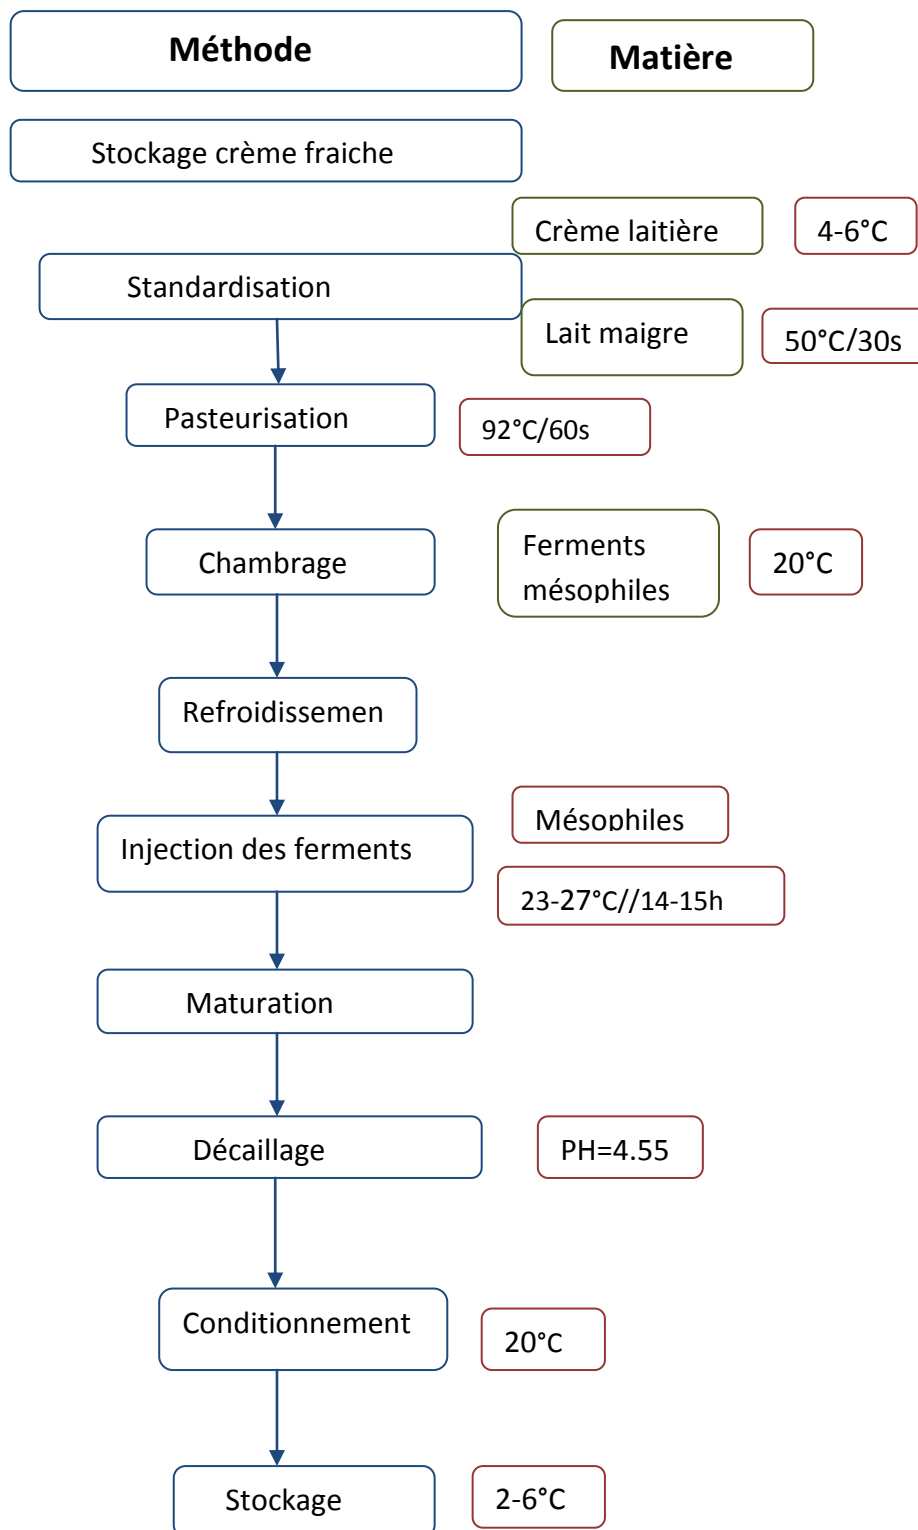 Méthode
Matière
Stockage crème fraiche
Crème laitière
4-6°C
Standardisation
Lait maigre
50°C/30s
Pasteurisation
92°C/60s
Chambrage
Ferments
mésophiles
20°C
Refroidissemen
Mésophiles
Injection des ferments
23-27°C//14-15h
Maturation
Décaillage
PH=4.55
Conditionnement
20°C
Stockage
2-6°C